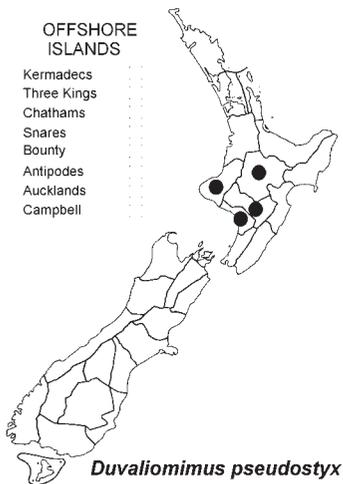 OFFSHORE
ISLANDS
Kermadecs
Three Kings
Chathams
Snares
Bounty
Antipodes
Aucklands
Campbell
Duvaliomimus pseudostyx